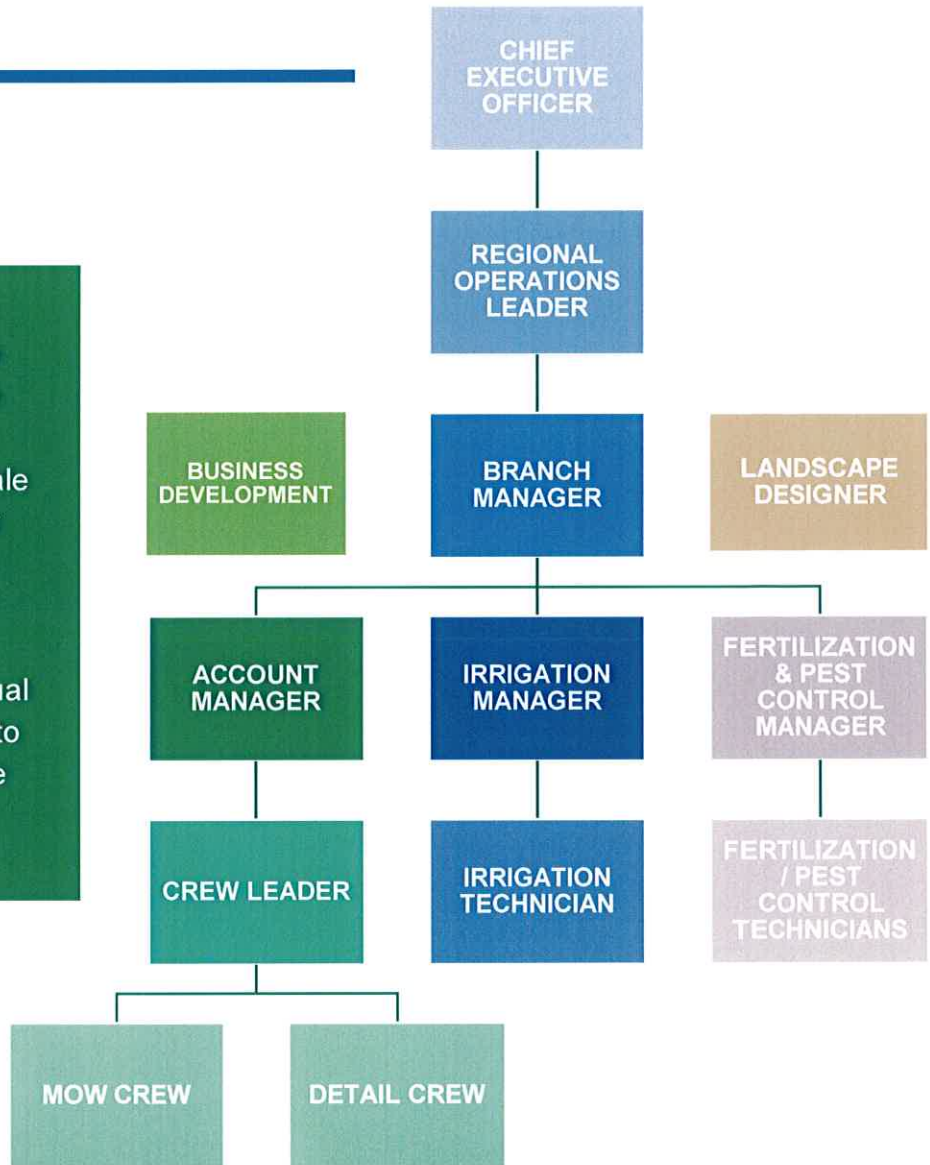 CHIEF
EXECUTIVE
OFFICER
REGIONAL
OPERATIONS
LEADER
BUSINESS
DEVELOPMENT
BRANCH
MANAGER
LANDSCAPE
DESIGNER
ACCOUNT
MANAGER
IRRIGATION
MANAGER
FERTILIZATION
& PEST
CONTROL
MANAGER
CREW LEADER
IRRIGATION
TECHNICIAN
FERTILIZATION
/ PEST
CONTROL
TECHNICIANS
MOW CREW
DETAIL CREW
to